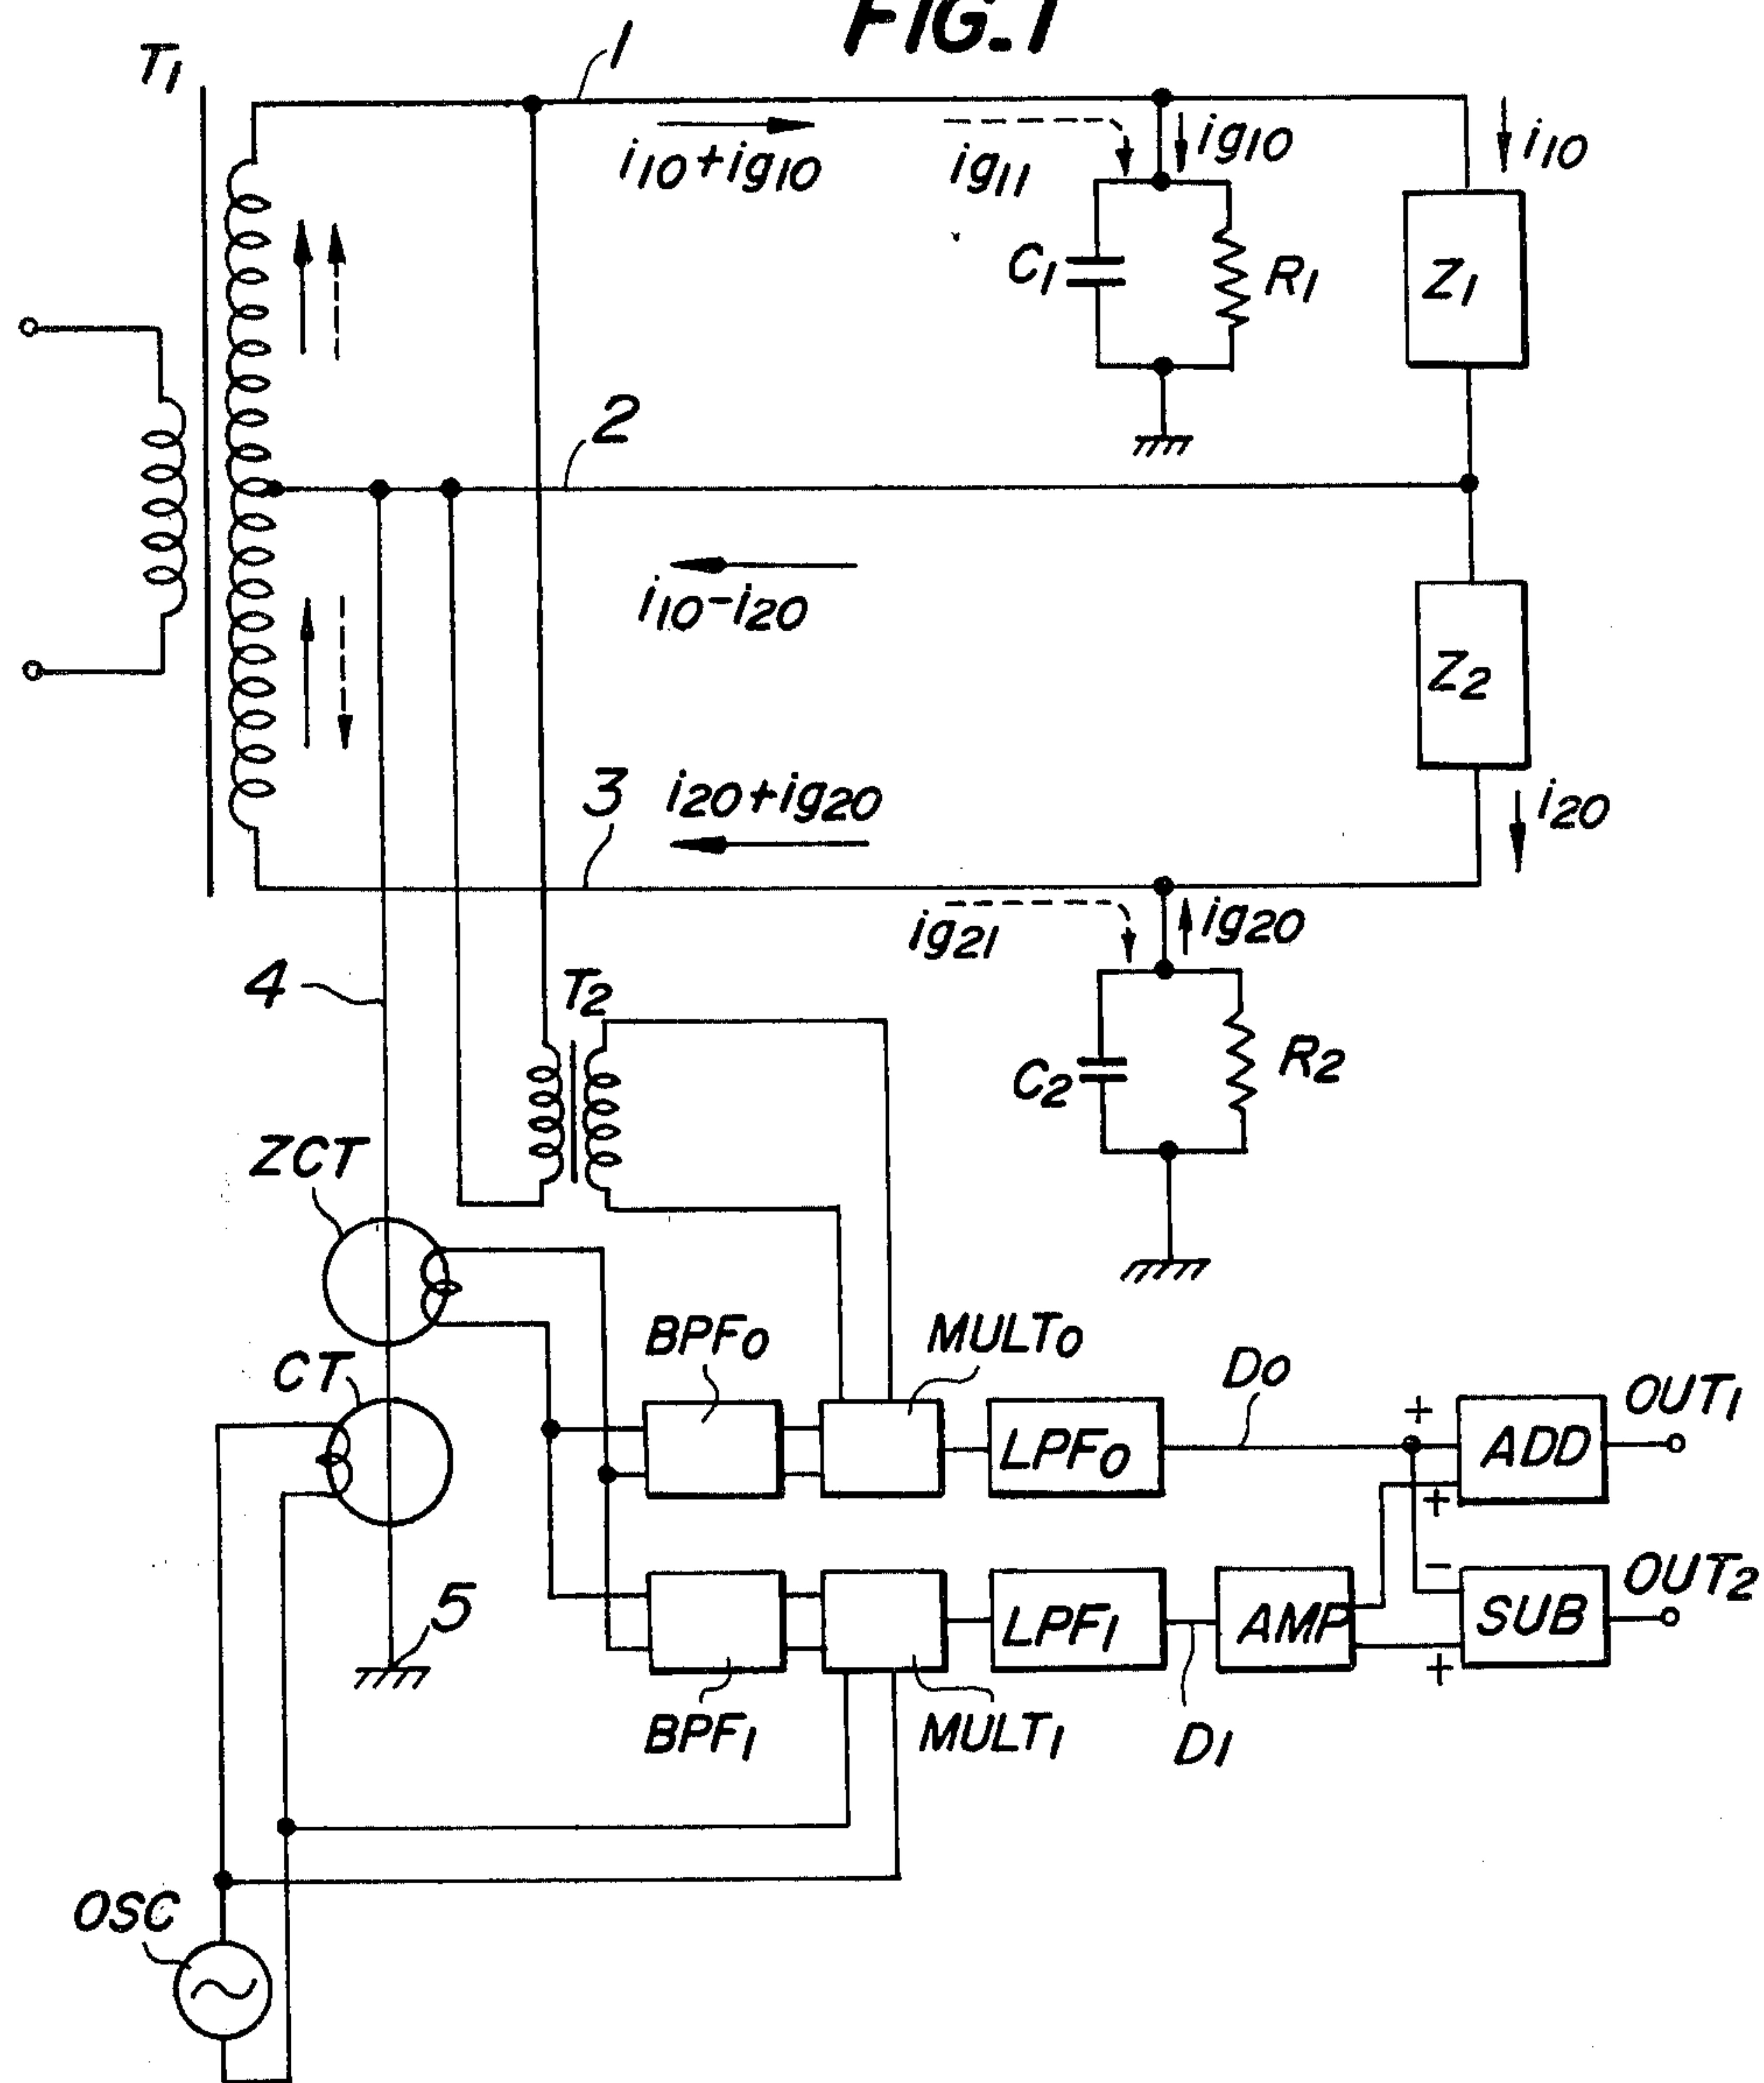 FIG. 1
T1
1
i10+ig10
ig11
ig10
i10
C1
R1
Z1
2
i10-i20
Z2
3
i20+ig20
i20
ig21
ig20
4
T2
C2
R2
ZCT
BPF0
MULT0
CT
D0
+
OUT1
LPF0
ADD
+
5
-
OUT2
LPF1
AMP
SUB
+
BPF1
MULT1
D1
OSC